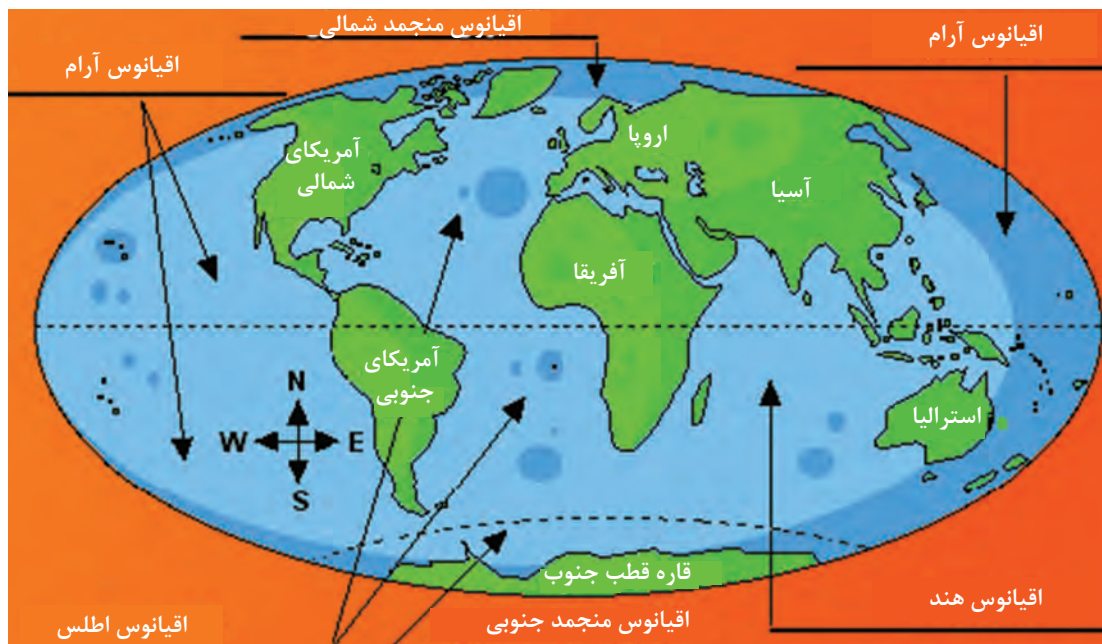 اقیانوس منجمد شمالی
اقیانوس آرام
اقیانوس آرام
اروپا
آمریکای
شمالی
آسیا
آفریقا
آمریکای
جنوبی
N
W E
S
استرالیا
قاره قطب جنوب
اقیانوس هند
اقیانوس منجمد جنوبی
اقیانوس اطلس